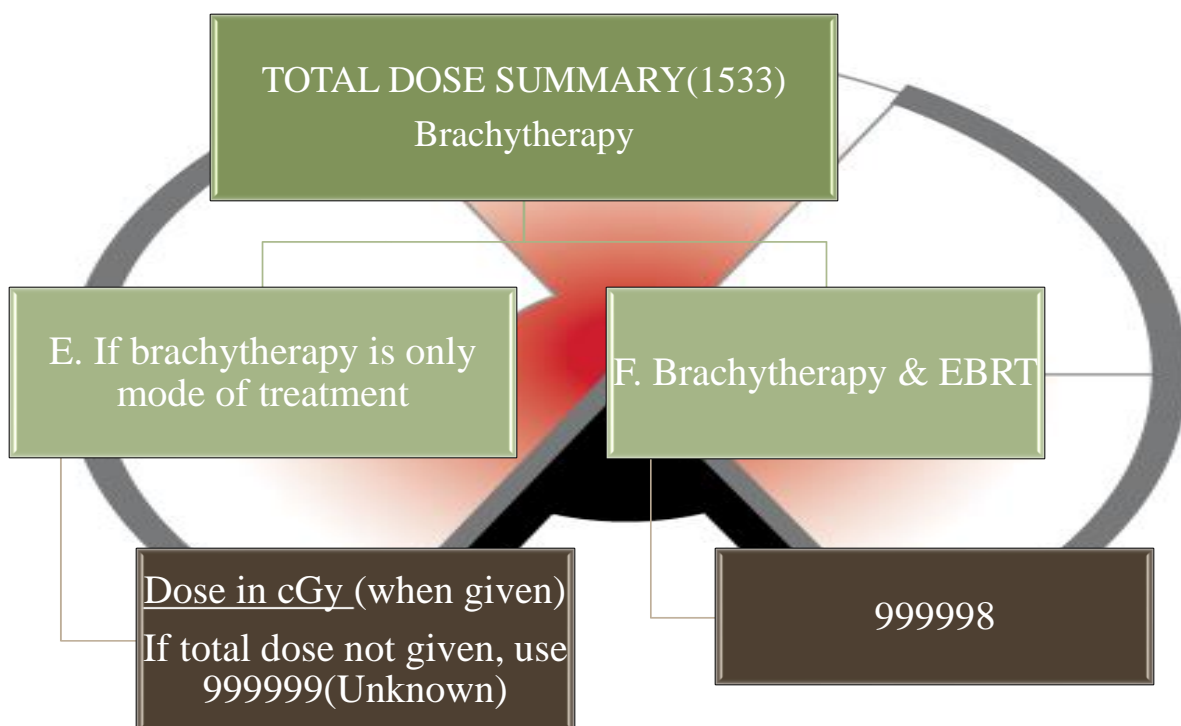 TOTAL DOSE SUMMARY(1533)
Brachytherapy
E. If brachytherapy is only
mode of treatment
F. Brachytherapy & EBRT
Dose in cGy (when given)
If total dose not given, use
999999(Unknown)
999998